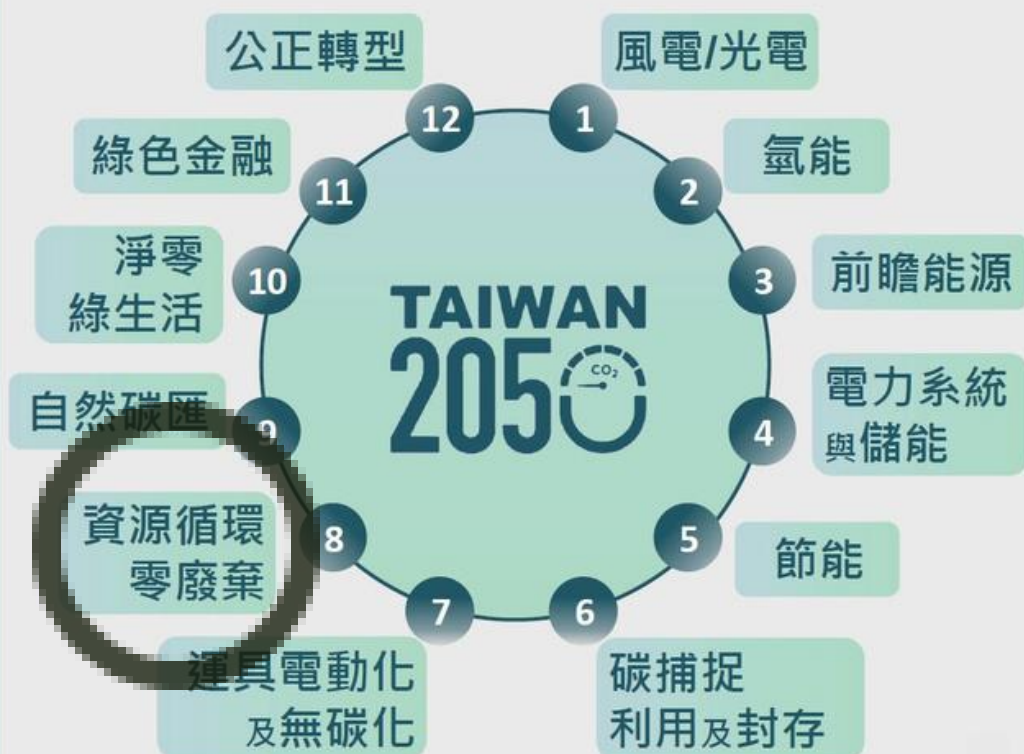 公正轉型
風電/光電
12
1
綠色金融
氫能
11
2
淨零
綠生活
10
3
前瞻能源
TAIWAN
2050
CO₂
自然碳匯
9
4
電力系統
與儲能
資源循環
零廢棄
8
5
節能
7
6
運具電動化
及無碳化
碳捕捉
利用及封存